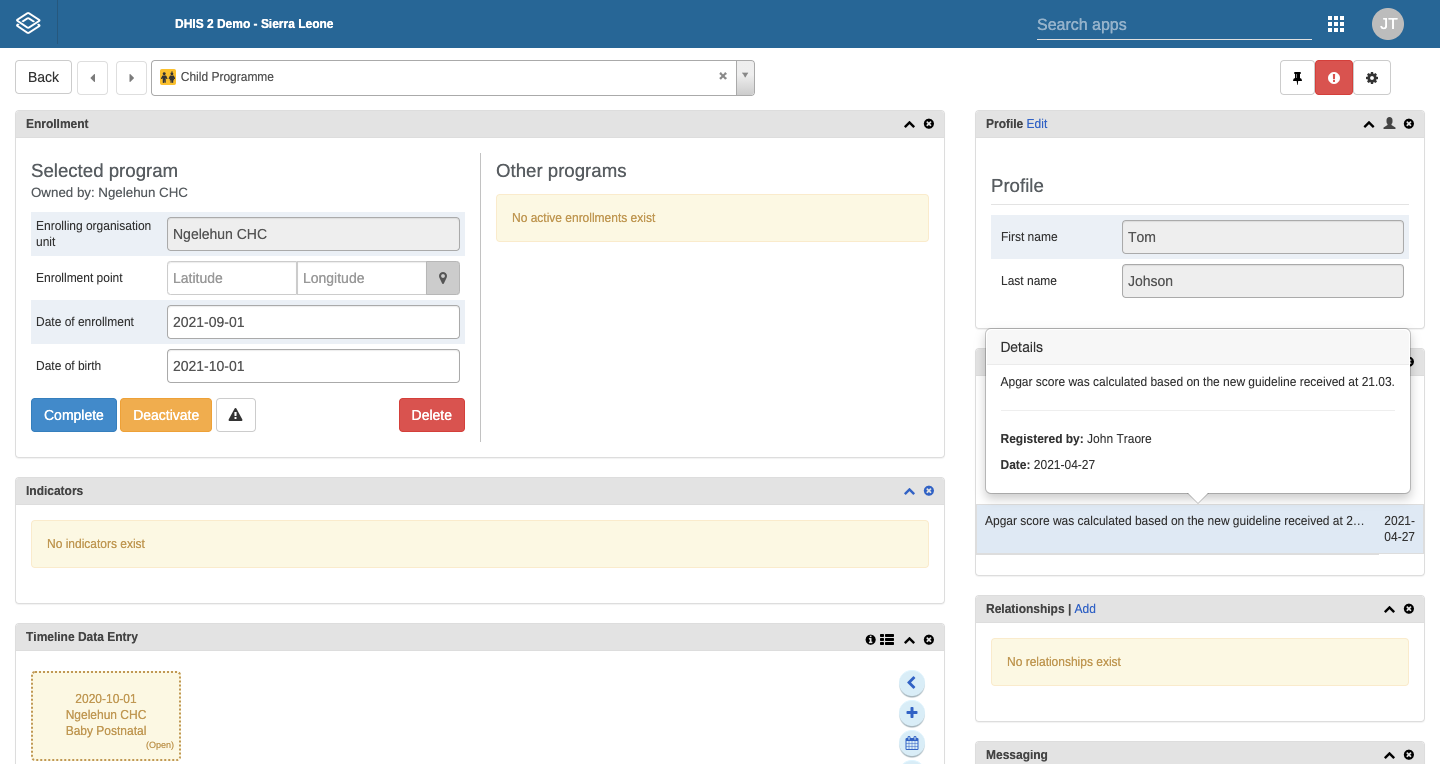 DHIS 2 Demo - Sierra Leone
Search apps
JT
Back
Child Programme
Enrollment
Selected program
Owned by: Ngelehun CHC
Enrolling organisation
unit
Ngelehun CHC
Enrollment point
Latitude
Longitude
Date of enrollment
2021-09-01
Date of birth
2021-10-01
Complete
Deactivate
Delete
Other programs
No active enrollments exist
Indicators
No indicators exist
Timeline Data Entry
2020-10-01
Ngelehun CHC
Baby Postnatal
(Open)
Profile Edit
Profile
First name
Tom
Last name
Johson
Details
Apgar score was calculated based on the new guideline received at 21.03.
Registered by: John Traore
Date: 2021-04-27
Apgar score was calculated based on the new guideline received at 2...
2021-
04-27
Relationships | Add
No relationships exist
Messaging